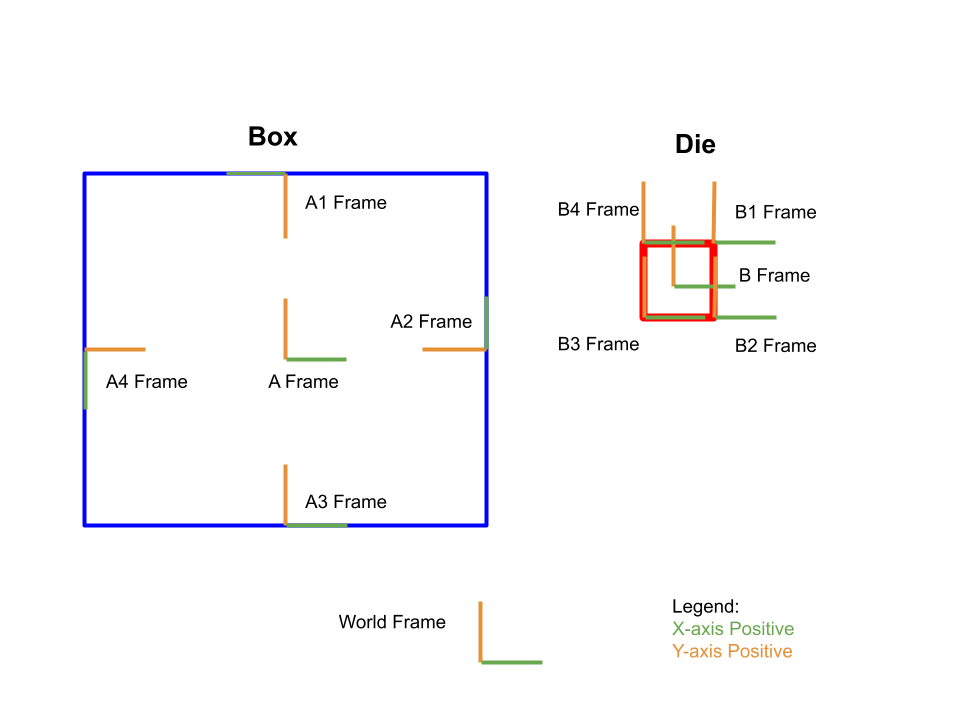 Box
Die
A1 Frame
B4 Frame
B1 Frame
B Frame
A2 Frame
B3 Frame
B2 Frame
A4 Frame
A Frame
A3 Frame
World Frame
Legend:
X-axis Positive
Y-axis Positive